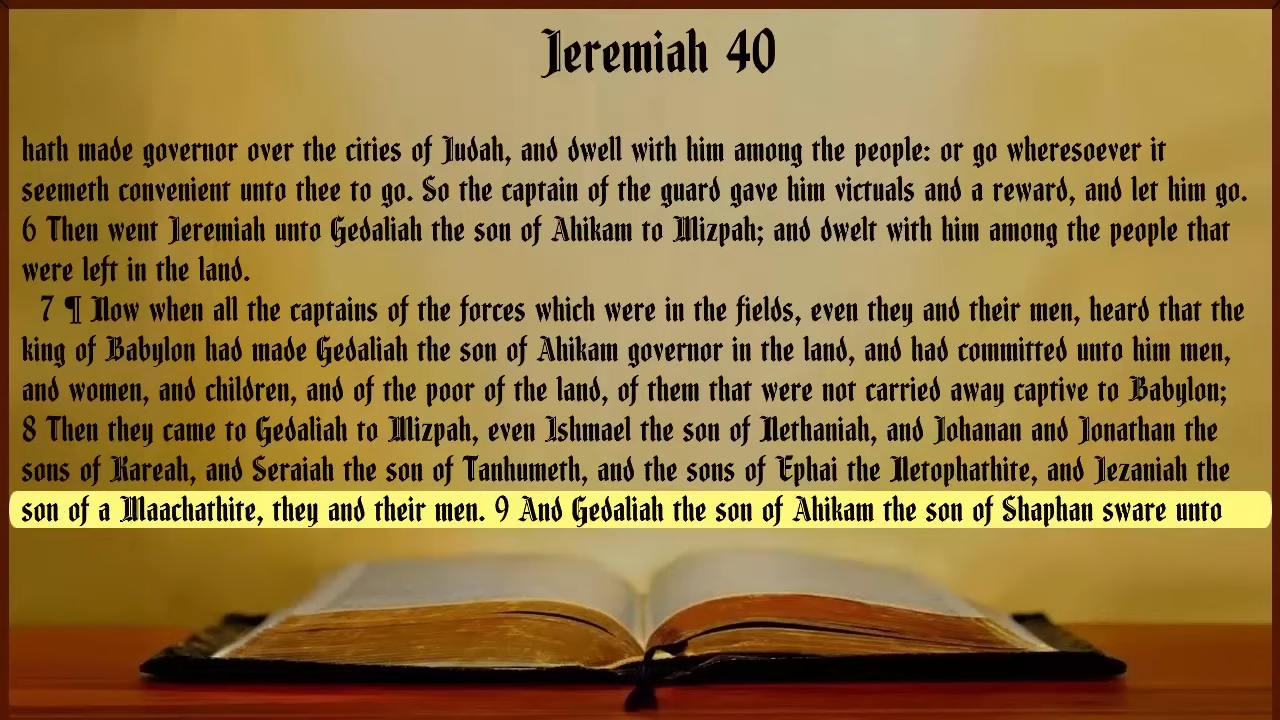 Jeremiah 40
hath made governor over the cities of Judah, and dwell with him among the people: or go wheresoever it
seemeth convenient unto thee to go. So the captain of the guard gave him victuals and a reward, and let him go.
6 Then went Jeremiah unto Gedaliah the son of Ahikam to Mizpah; and dwelt with him among the people that
were left in the land.
7 ¶ Now when all the captains of the forces which were in the fields, even they and their men, heard that the
king of Babylon had made Gedaliah the son of Ahikam governor in the land, and had committed unto him men,
and women, and children, and of the poor of the land, of them that were not carried away captive to Babylon;
8 Then they came to Gedaliah to Mizpah, even Ishmael the son of Nethaniah, and Johanan and Jonathan the
sons of Kareah, and Seraiah the son of Tanhumeth, and the sons of Ephai the Netophathite, and Jezaniah the
son of a Maachathite, they and their men. 9 And Gedaliah the son of Ahikam the son of Shaphan sware unto